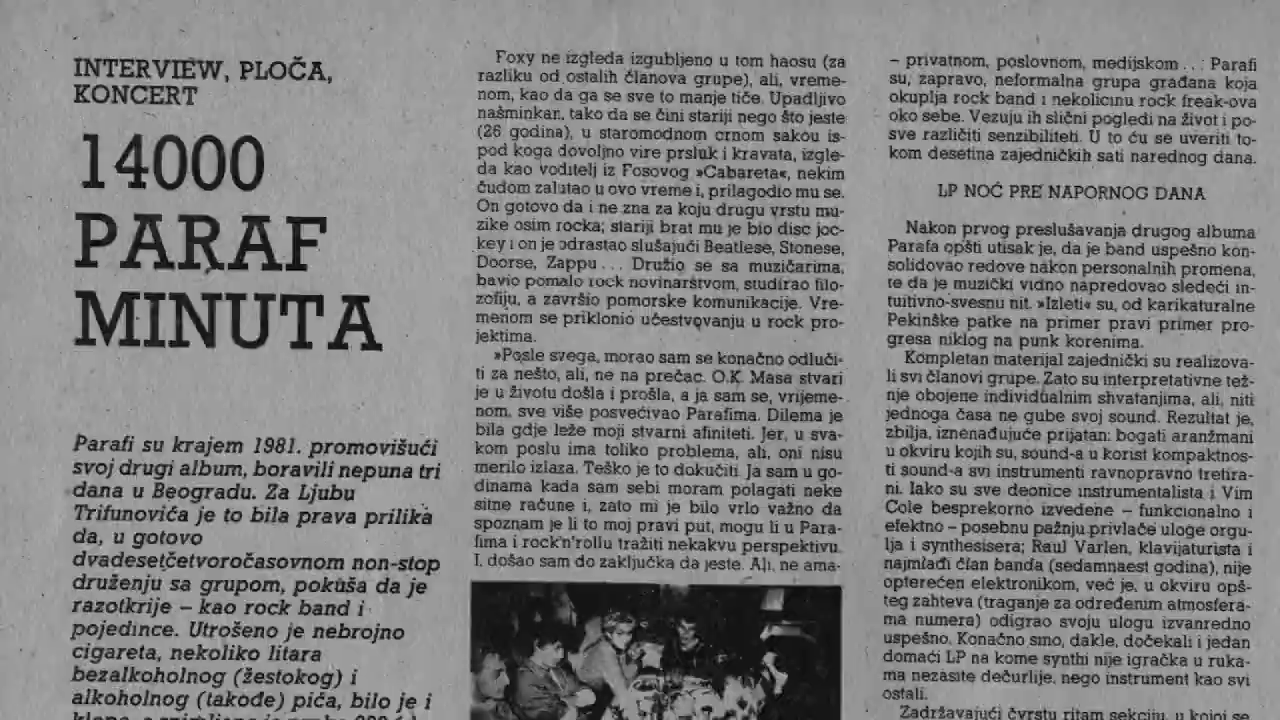 INTERVIEW, PLOČA,
KONCERT
14000
PARAF
MINUTA
Parafi su krajem 1981. promovišući
svoj drugi album, boravili nepuna tri
dana u Beogradu. Za Ljubu
Trifunovića je to bila prava prilika
da, u gotovo
dvadesetčetvoročasovnom non-stop
druženju sa grupom, pokuša da je
razotkrije – kao rock band i
pojedince. Utrošeno je nebrojno
cigareta, nekoliko litara
bezalkoholnog (žestokog) i
alkoholnog (takođe) pića, bilo je i
Foxy ne izgleda izgubljeno u tom haosu (za
razliku od ostalih članova grupe), ali, vreme-
nom, kao da ga se sve to manje tiče. Upadljivo
našminkan, tako da se čini stariji nego što jeste
(26 godina), u staromodnom crnom sakou is-
pod koga dovoljno vire prsluk i kravata, izgle-
da kao voditelj iz Fosovog »Cabareta«, nekim
čudom zalutao u ovo vreme i, prilagodio mu se.
On gotovo da i ne zna za koju drugu vrstu mu-
zike osim rocka; stariji brat mu je bio disc joc-
key i on je odrastao slušajući Beatlese, Stonese,
Doorse, Zappu... Družio se sa muzičarima,
bavio pomalo rock novinarstvom, studirao filo-
zofiju, a završio pomorske komunikacije. Vre-
menom se priklonio učestvovanju u rock pro-
jektima.
»Posle svega, morao sam se konačno odluči-
ti za nešto, ali, ne na prečac. O.K. Masa stvari
je u životu došla i prošla, a ja sam se, vrijeme-
nom, sve više posvećivao Parafima. Dilema je
bila gdje leže moji stvarni afiniteti. Jer, u sva-
kom poslu ima toliko problema, ali, oni nisu
merilo izlaza. Teško je to dokučiti. Ja sam u go-
dinama kada sam sebi moram polagati neke
sitne račune i, zato mi je bilo vrlo važno da
spoznam je li to moj pravi put, mogu li u Para-
fima i rock'n'rollu tražiti nekakvu perspektivu.
I, došao sam do zaključka da jeste. Ali, ne ama-
– privatnom, poslovnom, medijskom...: Parafi
su, zapravo, neformalna grupa građana koja
okuplja rock band i nekolicinu rock freak-ova
oko sebe. Vezuju ih slični pogledi na život i po-
sve različiti senzibiliteti. U to ću se uveriti to-
kom desetina zajedničkih sati narednog dana.
LP NOĆ PRE NAPORNOG DANA
Nakon prvog preslušavanja drugog albuma
Parafa opšti utisak je, da je band uspešno kon-
solidovao redove nakon personalnih promena,
te da je muzički vidno napredovao sledeći in-
tuitivno-svesnu nit. »Izleti« su, od karikaturalne
Pekinške patke na primer pravi primer pro-
gresa niklog na punk korenima.
Kompletan materijal zajednički su realizova-
li svi članovi grupe. Zato su interpretativne tež-
nje obojene individualnim shvatanjima, ali, niti
jednoga časa ne gube svoj sound. Rezultat je,
zbilja, iznenađujuće prijatan: bogati aranžmani
u okviru kojih su, sound-a u korist kompaktnos-
ti sound-a svi instrumenti ravnopravno tretira-
ni. Iako su sve deonice instrumentalista i Vim
Cole besprekorno izvedene – funkcionalno i
efektno – posebnu pažnju privlače uloge orgu-
lja i synthesisera; Raul Varlen, klavijaturista i
najmlađi član banda (sedamnaest godina), nije
opterećen elektronikom, već je, u okviru opš-
teg zahteva (traganje za određenim atmosfera-
ma numera) odigrao svoju ulogu izvanredno
uspešno. Konačno smo, dakle, dočekali i jedan
domaći LP na kome synthi nije igračka u ruka-
ma nezasite dečurlije, nego instrument kao svi
ostali.
Zadržavajući čvrstu ritam sekciju, u kojoj se